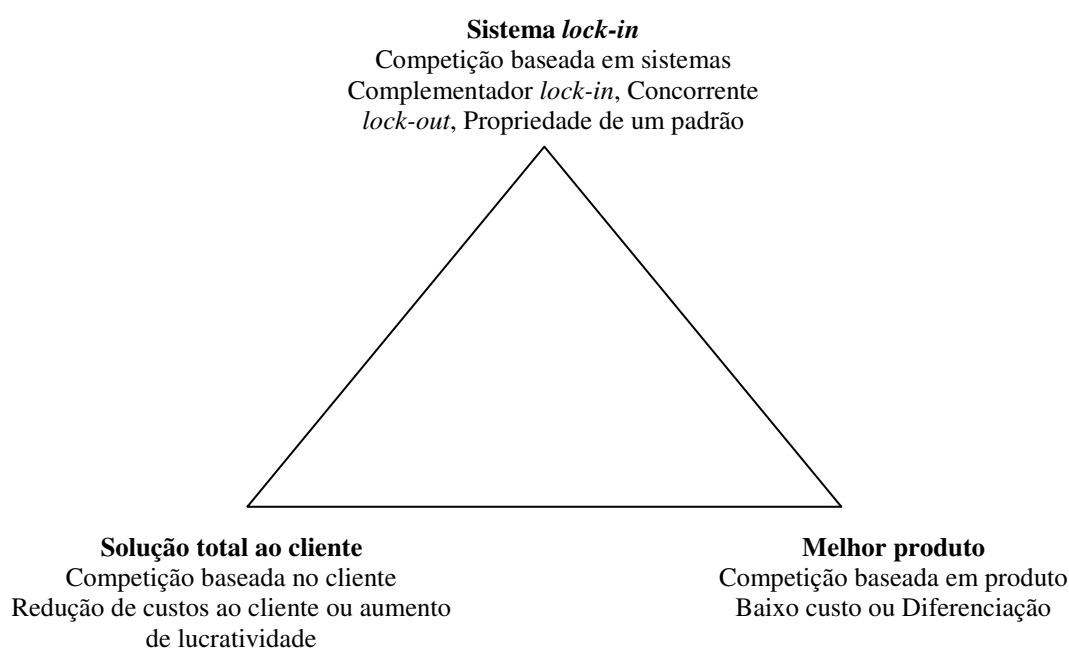 Sistema lock-in
Competição baseada em sistemas
Complementador lock-in, Concorrente
lock-out, Propriedade de um padrão
Solução total ao cliente
Competição baseada no cliente
Redução de custos ao cliente ou aumento
de lucratividade
Melhor produto
Competição baseada em produto
Baixo custo ou Diferenciação